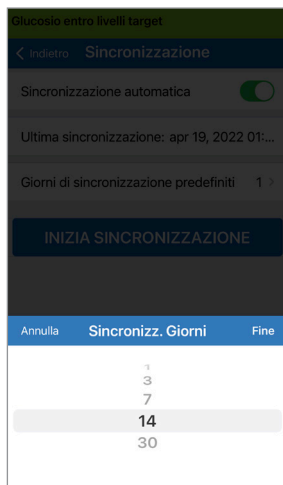 Glucosio entro livelli target
Indietro Sincronizzazione
Sincronizzazione automatica
Ultima sincronizzazione: apr 19, 2022 01:...
Giorni di sincronizzazione predefiniti 1
INIZIA SINCRONIZZAZIONE
Annulla Sincronizz. Giorni Fine
1
3
7
14
30